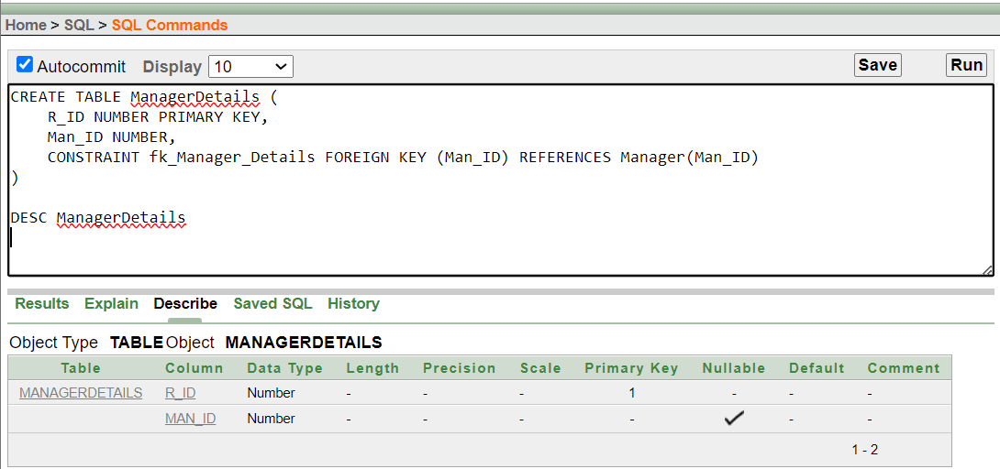 Home > SQL > SQL Commands
Autocommit Display 10 Save Run
CREATE TABLE ManagerDetails (
    R_ID NUMBER PRIMARY KEY,
    Man_ID NUMBER,
    CONSTRAINT fk_Manager_Details FOREIGN KEY (Man_ID) REFERENCES Manager(Man_ID)
)
DESC ManagerDetails
Results Explain Describe Saved SQL History
Object Type TABLE Object MANAGERDETAILS
Table Column Data Type Length Precision Scale Primary Key Nullable Default Comment
MANAGERDETAILS R_ID Number - - - 1 - - -
MAN_ID Number - - - - ✓ - -
1 - 2